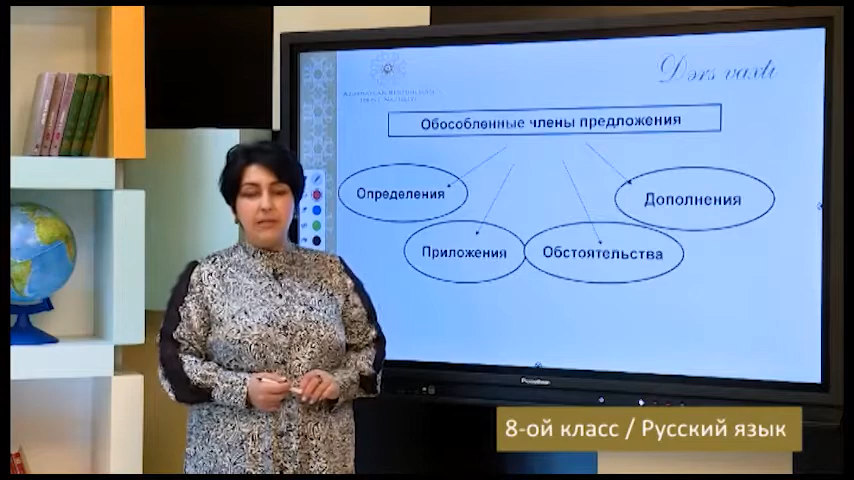 Dərs vaxtı
Обособленные члены предложения
Определения
Дополнения
Приложения
Обстоятельства
8-ой класс / Русский язык